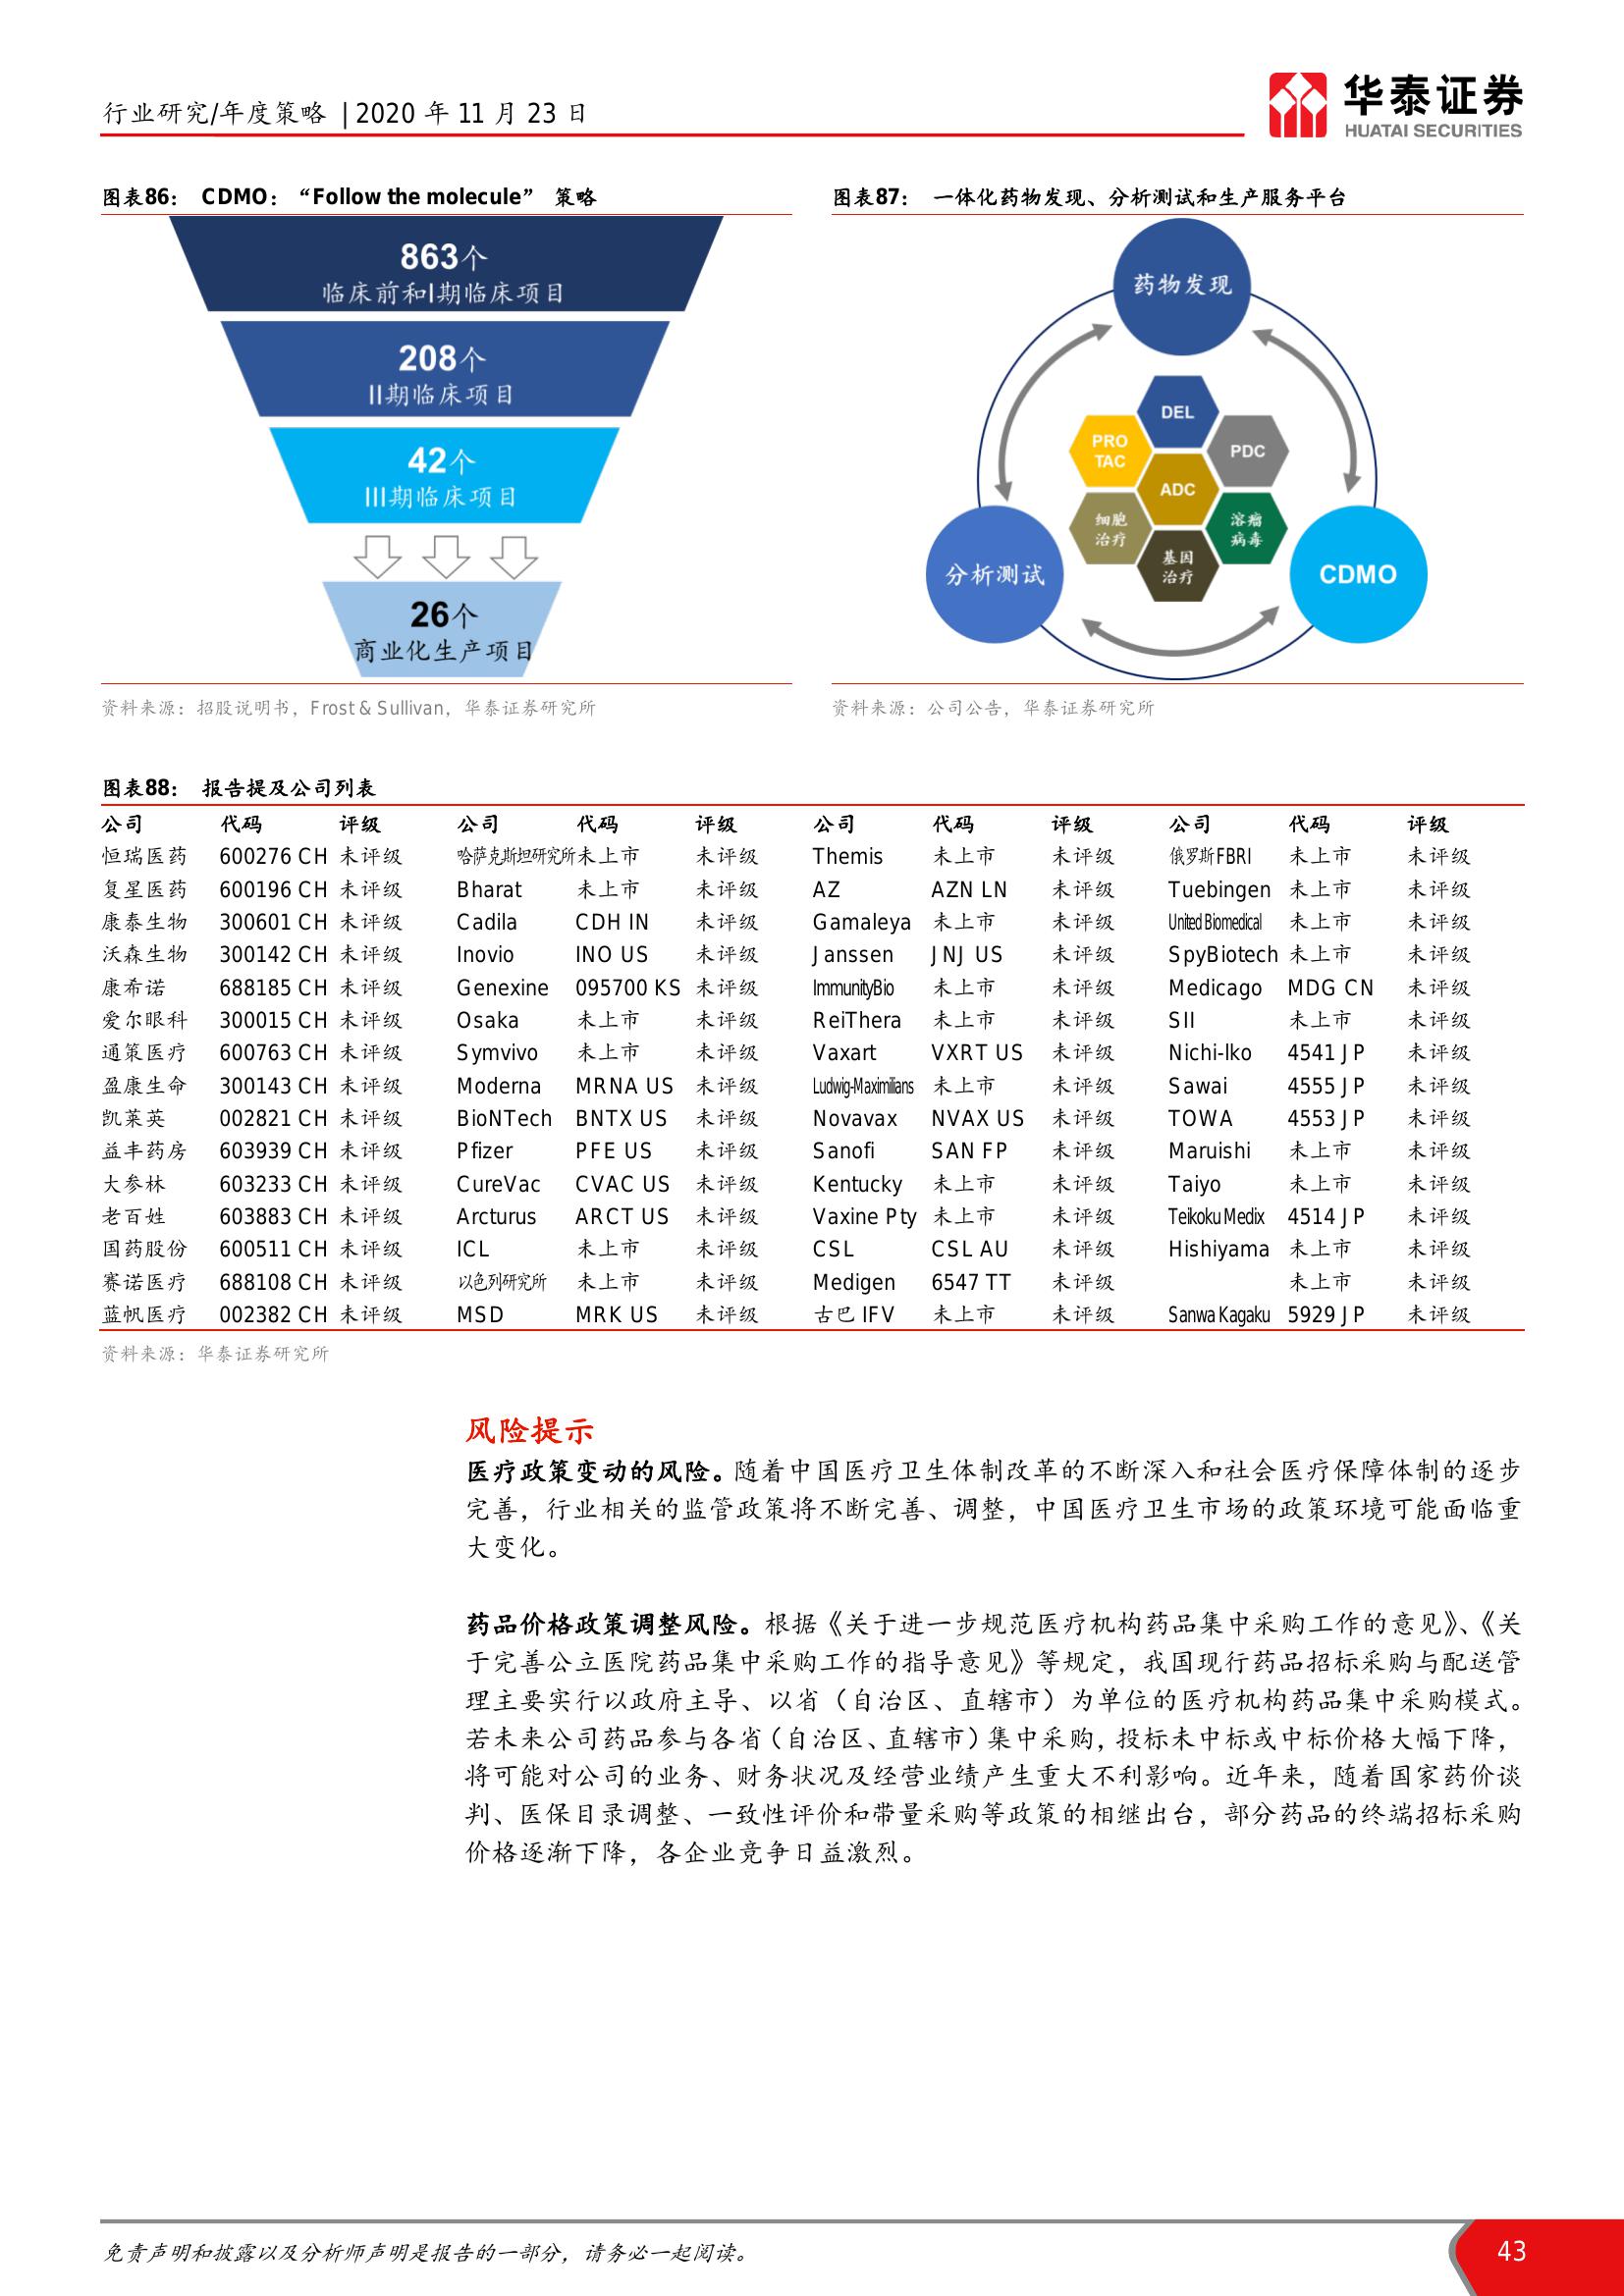 行业研究/年度策略 | 2020 年 11 月 23 日
华泰证券
HUATAI SECURITIES
图表86： CDMO：“Follow the molecule” 策略
863个
临床前和I期临床项目
208个
II期临床项目
42个
III期临床项目
26个
商业化生产项目
资料来源：招股说明书，Frost & Sullivan，华泰证券研究所
图表87： 一体化药物发现、分析测试和生产服务平台
药物发现
DEL
PRO
TAC
PDC
ADC
细胞
治疗
溶瘤
病毒
基因
治疗
分析测试
CDMO
资料来源：公司公告，华泰证券研究所
图表88： 报告提及公司列表
公司 代码 评级 公司 代码 评级 公司 代码 评级 公司 代码 评级
恒瑞医药 600276 CH 未评级 哈萨克斯坦研究所 未上市 未评级 Themis 未上市 未评级 俄罗斯FBRI 未上市 未评级
复星医药 600196 CH 未评级 Bharat 未上市 未评级 AZ AZN LN 未评级 Tuebingen 未上市 未评级
康泰生物 300601 CH 未评级 Cadila CDH IN 未评级 Gamaleya 未上市 未评级 United Biomedical 未上市 未评级
沃森生物 300142 CH 未评级 Inovio INO US 未评级 Janssen JNJ US 未评级 SpyBiotech 未上市 未评级
康希诺 688185 CH 未评级 Genexine 095700 KS 未评级 ImmunityBio 未上市 未评级 Medicago MDG CN 未评级
爱尔眼科 300015 CH 未评级 Osaka 未上市 未评级 ReiThera 未上市 未评级 SII 未上市 未评级
通策医疗 600763 CH 未评级 Symvivo 未上市 未评级 Vaxart VXRT US 未评级 Nichi-Iko 4541 JP 未评级
盈康生命 300143 CH 未评级 Moderna MRNA US 未评级 Ludwig-Maximilians 未上市 未评级 Sawai 4555 JP 未评级
凯莱英 002821 CH 未评级 BioNTech BNTX US 未评级 Novavax NVAX US 未评级 TOWA 4553 JP 未评级
益丰药房 603939 CH 未评级 Pfizer PFE US 未评级 Sanofi SAN FP 未评级 Maruishi 未上市 未评级
大参林 603233 CH 未评级 CureVac CVAC US 未评级 Kentucky 未上市 未评级 Taiyo 未上市 未评级
老百姓 603883 CH 未评级 Arcturus ARCT US 未评级 Vaxine Pty 未上市 未评级 Teikoku Medix 4514 JP 未评级
国药股份 600511 CH 未评级 ICL 未上市 未评级 CSL CSL AU 未评级 Hishiyama 未上市 未评级
赛诺医疗 688108 CH 未评级 以色列研究所 未上市 未评级 Medigen 6547 TT 未评级 未上市 未评级
蓝帆医疗 002382 CH 未评级 MSD MRK US 未评级 古巴 IFV 未上市 未评级 Sanwa Kagaku 5929 JP 未评级
资料来源：华泰证券研究所
风险提示
医疗政策变动的风险。随着中国医疗卫生体制改革的不断深入和社会医疗保障体制的逐步
完善，行业相关的监管政策将不断完善、调整，中国医疗卫生市场的政策环境可能面临重
大变化。
药品价格政策调整风险。根据《关于进一步规范医疗机构药品集中采购工作的意见》、《关
于完善公立医院药品集中采购工作的指导意见》等规定，我国现行药品招标采购与配送管
理主要实行以政府主导、以省（自治区、直辖市）为单位的医疗机构药品集中采购模式。
若未来公司药品参与各省（自治区、直辖市）集中采购，投标未中标或中标价格大幅下降，
将可能对公司的业务、财务状况及经营业绩产生重大不利影响。近年来，随着国家药价谈
判、医保目录调整、一致性评价和带量采购等政策的相继出台，部分药品的终端招标采购
价格逐渐下降，各企业竞争日益激烈。
免责声明和披露以及分析师声明是报告的一部分，请务必一起阅读。
43